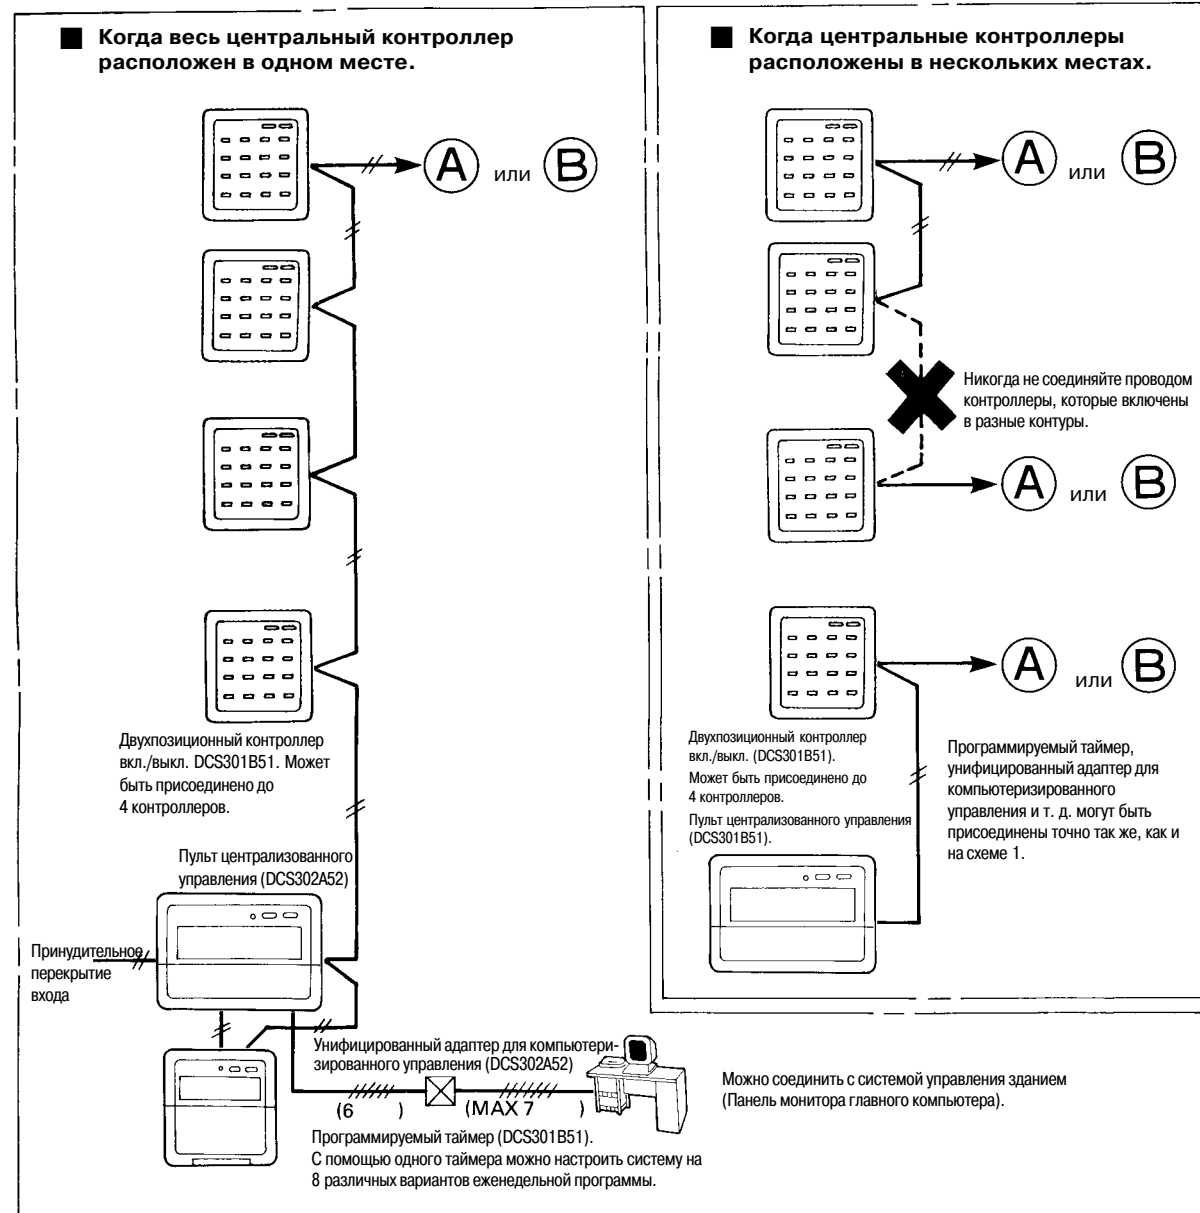 Когда весь центральный контроллер
расположен в одном месте.
А или В
Двухпозиционный контроллер
вкл./выкл. DCS301B51. Может
быть присоединено до
4 контроллеров.
Пульт централизованного
управления (DCS302A52)
Принудительное
перекрытие
входа
Унифицированный адаптер для компьютери-
зированного управления (DCS302A52)
(6 )
(MAX 7 )
Программируемый таймер (DCS301B51).
С помощью одного таймера можно настроить систему на
8 различных вариантов еженедельной программы.
Можно соединить с системой управления зданием
(Панель монитора главного компьютера).
Когда центральные контроллеры
расположены в нескольких местах.
А или В
Никогда не соединяйте проводом
контроллеры, которые включены
в разные контуры.
А или В
А или В
Двухпозиционный контроллер
вкл./выкл. (DCS301B51).
Может быть присоединено до
4 контроллеров.
Пульт централизованного управления
(DCS301B51).
Программируемый таймер,
унифицированный адаптер для
компьютеризированного
управления и т. д. могут быть
присоединены точно так же, как и
на схеме 1.